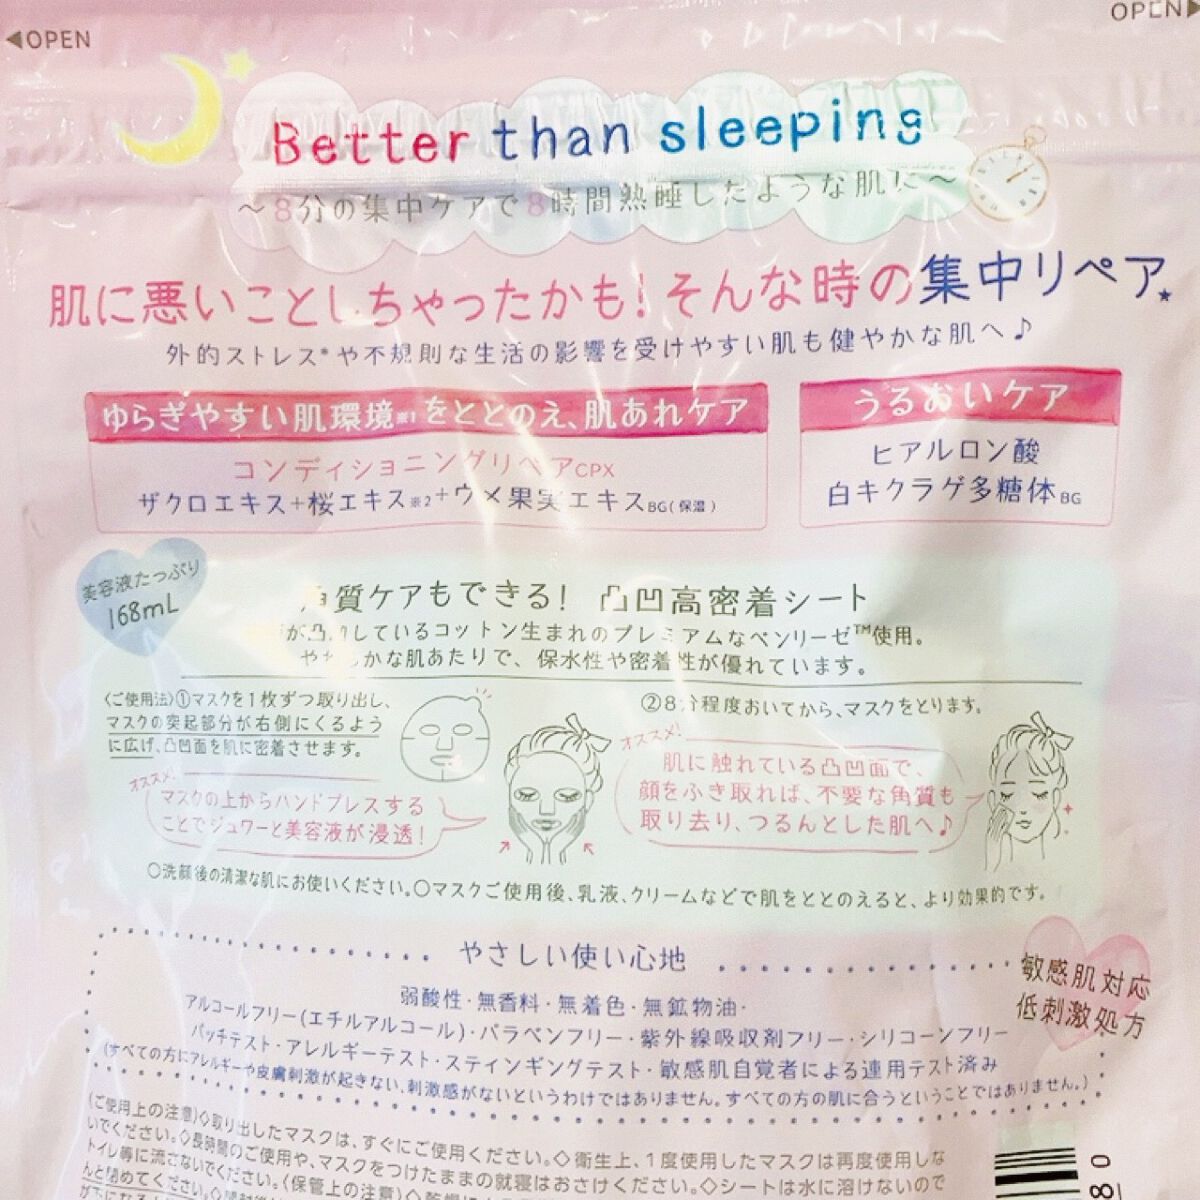 ◀OPEN
OPEN▶
Better than sleeping
～8分の集中ケアで8時間熟睡したような肌に～
肌に悪いことしちゃったかも!そんな時の集中リペア★
外的ストレス*や不規則な生活の影響を受けやすい肌も健やかな肌へ♪
ゆらぎやすい肌環境※1をととのえ、肌あれケア
コンディショニングリペアCPX
ザクロエキス+桜エキス※2+ウメ果実エキスBG(保湿)
うるおいケア
ヒアルロン酸
白キクラゲ多糖体BG
美容液たっぷり
168mL
角質ケアもできる! 凸凹高密着シート
が凸凹しているコットン生まれのプレミアムなベンリーゼ™使用。
やわらかな肌あたりで、保水性や密着性が優れています。
〈ご使用法〉①マスクを1枚ずつ取り出し、
マスクの突起部分が右側にくるよう
に広げ、凸凹面を肌に密着させます。
オススメ!
マスクの上からハンドプレスする
ことでジュワーと美容液が浸透!
②8分程度おいてから、マスクをとります。
オススメ!
肌に触れている凸凹面で、
顔をふき取れば、不要な角質も
取り去り、つるんとした肌へ♪
○洗顔後の清潔な肌にお使いください。○マスクご使用後、乳液、クリームなどで肌をととのえると、より効果的です。
やさしい使い心地
敏感肌対応
低刺激処方
弱酸性・無香料・無着色・無鉱物油・
アルコールフリー(エチルアルコール)・パラベンフリー・紫外線吸収剤フリー・シリコーンフリー
パッチテスト・アレルギーテスト・スティンギングテスト・敏感肌自覚者による連用テスト済み
(すべての方にアレルギーや皮膚刺激が起きない、刺激感がないというわけではありません。すべての方の肌に合うということではありません。)
(ご使用上の注意)◇取り出したマスクは、すぐにご使用ください。◇衛生上、1度使用したマスクは再度使用しな
いでください。◇長時間のご使用や、マスクをつけたままの就寝はおさけください。◇シートは水に溶けないので
トイレ等に流さないでください。(保管上の注意)◇乾燥
んと閉めてください。◇開封後
80